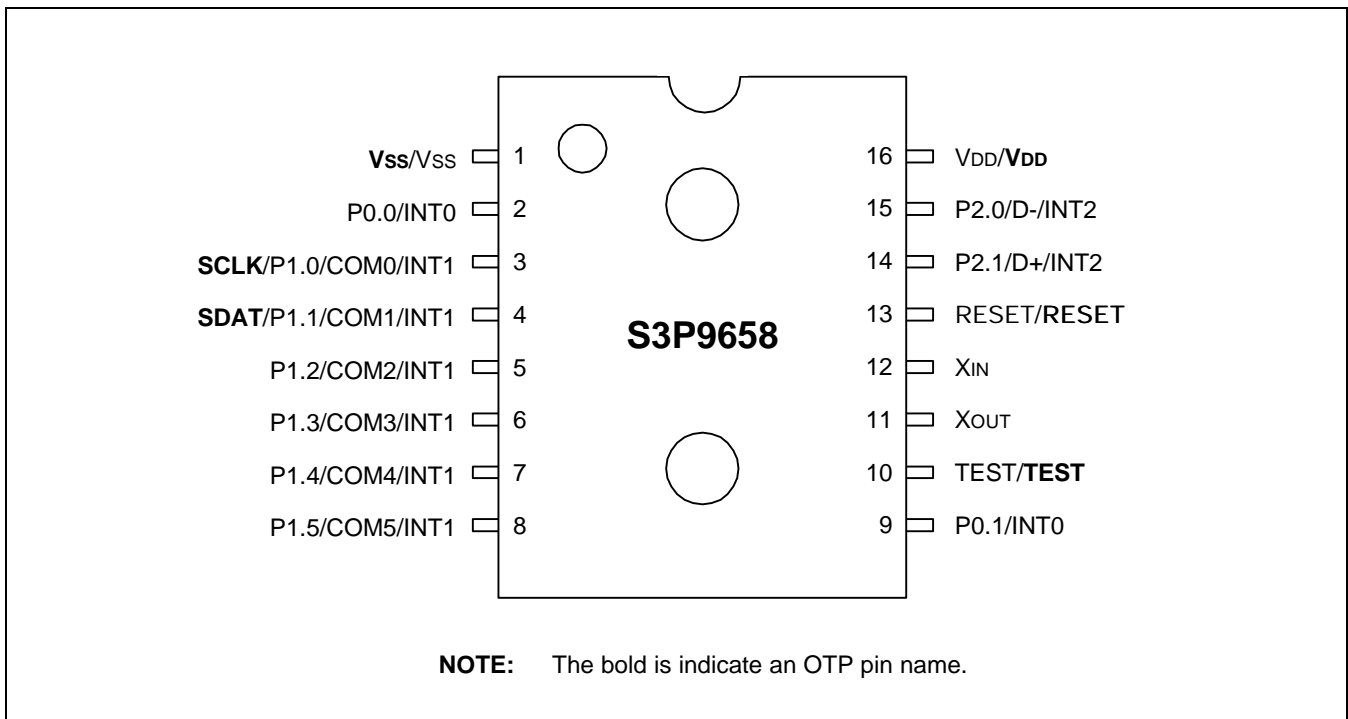 Vss/Vss 1
P0.0/INT0 2
SCLK/P1.0/COM0/INT1 3
SDAT/P1.1/COM1/INT1 4
P1.2/COM2/INT1 5
P1.3/COM3/INT1 6
P1.4/COM4/INT1 7
P1.5/COM5/INT1 8
S3P9658
16 VDD/VDD
15 P2.0/D-/INT2
14 P2.1/D+/INT2
13 RESET/RESET
12 XIN
11 XOUT
10 TEST/TEST
9 P0.1/INT0
NOTE: The bold is indicate an OTP pin name.